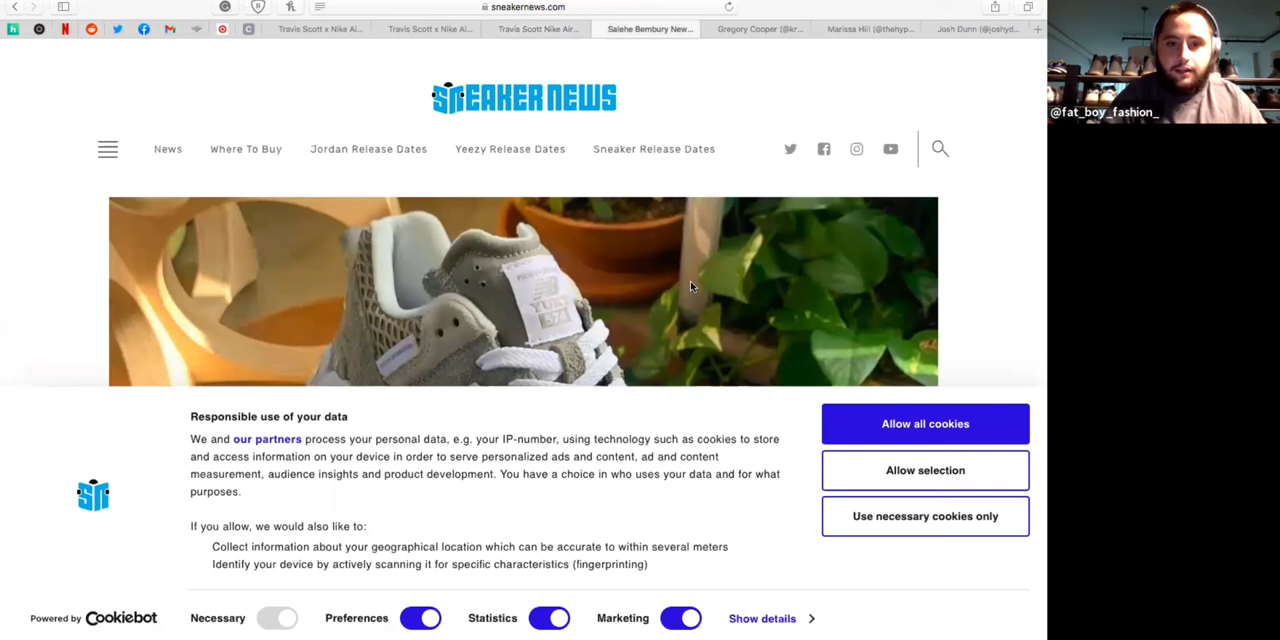 sneakernews.com
Travis Scott x Nike Ai...
Travis Scott x Nike Ai...
Travis Scott Nike Air...
Salehe Bembury New...
Gregory Cooper (@kr...
Marissa Hill (@thehyp...
Josh Dunn (@joshyd...
@fat_boy_fashion_
SNEAKER NEWS
News
Where To Buy
Jordan Release Dates
Yeezy Release Dates
Sneaker Release Dates
YURT
574
Responsible use of your data
We and our partners process your personal data, e.g. your IP-number, using technology such as cookies to store
and access information on your device in order to serve personalized ads and content, ad and content
measurement, audience insights and product development. You have a choice in who uses your data and for what
purposes.
If you allow, we would also like to:
Collect information about your geographical location which can be accurate to within several meters
Identify your device by actively scanning it for specific characteristics (fingerprinting)
Allow all cookies
Allow selection
Use necessary cookies only
SN
Powered by Cookiebot
Necessary
Preferences
Statistics
Marketing
Show details